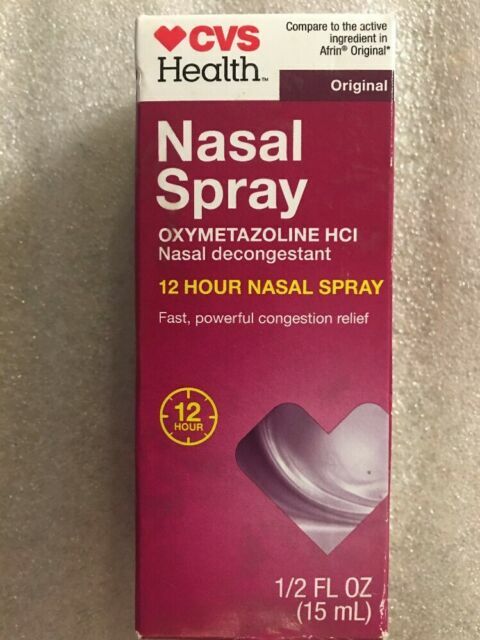 CVS
Health™
Compare to the active
ingredient in
Afrin® Original*
Original
Nasal
Spray
OXYMETAZOLINE HCl
Nasal decongestant
12 HOUR NASAL SPRAY
Fast, powerful congestion relief
12
HOUR
1/2 FL OZ
(15 mL)